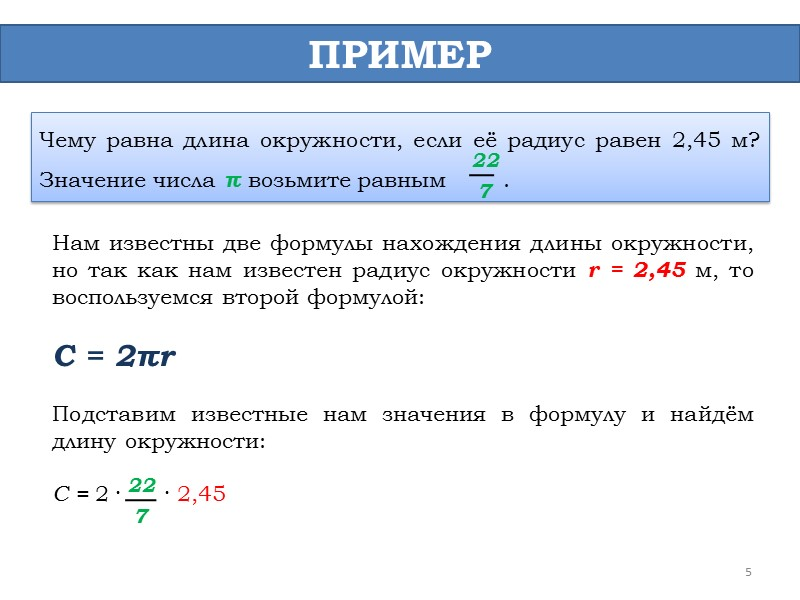 ПРИМЕР
Чему равна длина окружности, если её радиус равен 2,45 м?
Значение числа π возьмите равным 22/7 .
Нам известны две формулы нахождения длины окружности,
но так как нам известен радиус окружности r = 2,45 м, то
воспользуемся второй формулой:
C = 2πr
Подставим известные нам значения в формулу и найдём
длину окружности:
C = 2 · 22/7 · 2,45
5